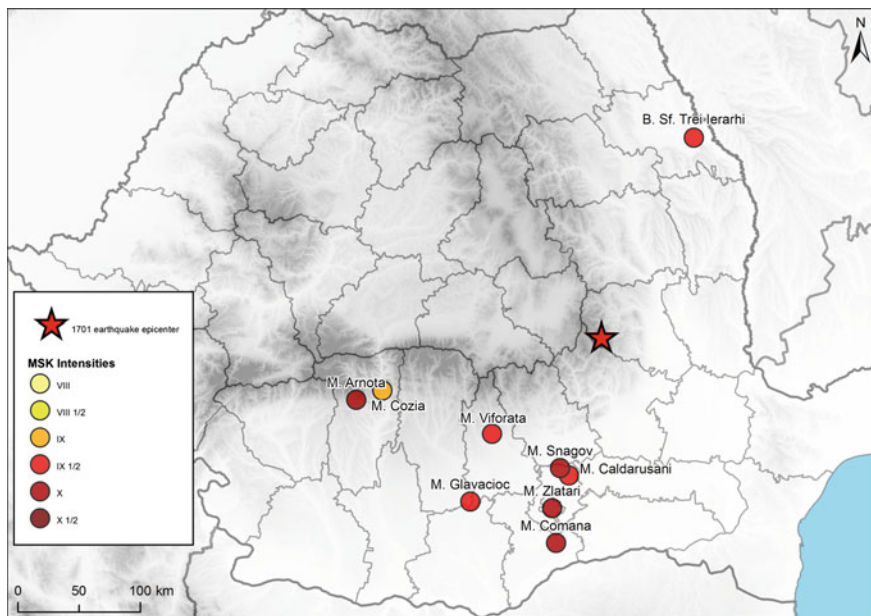 N
B. Sf. Trei Ierarhi
1701 earthquake epicenter
MSK Intensities
VIII
VIII 1/2
IX
IX 1/2
X
X 1/2
M. Arnota
M. Cozia
M. Viforata
M. Snagov
M. Caldarusani
M. Glavacioc
M. Zlatari
M. Comana
0 50 100 km